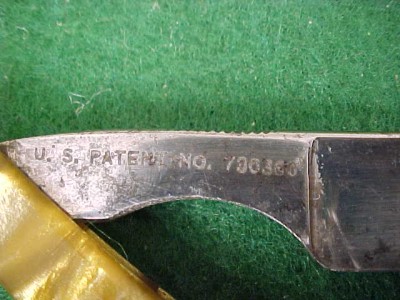 U. S. PATENT NO.